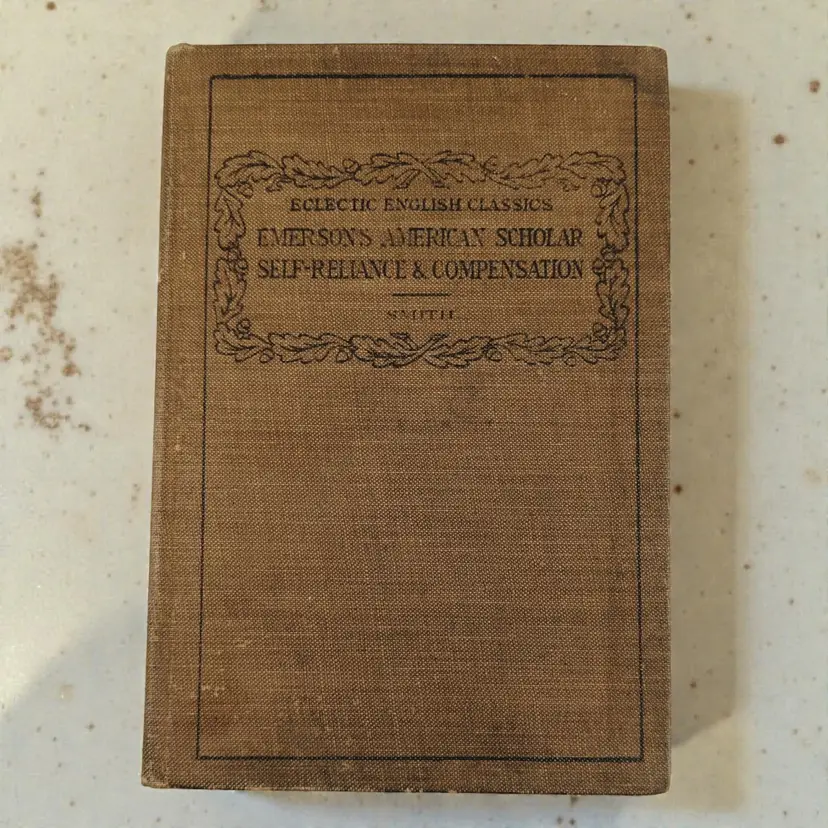 ECLECTIC ENGLISH CLASSICS
EMERSON'S AMERICAN SCHOLAR
SELF-RELIANCE & COMPENSATION
SMITH